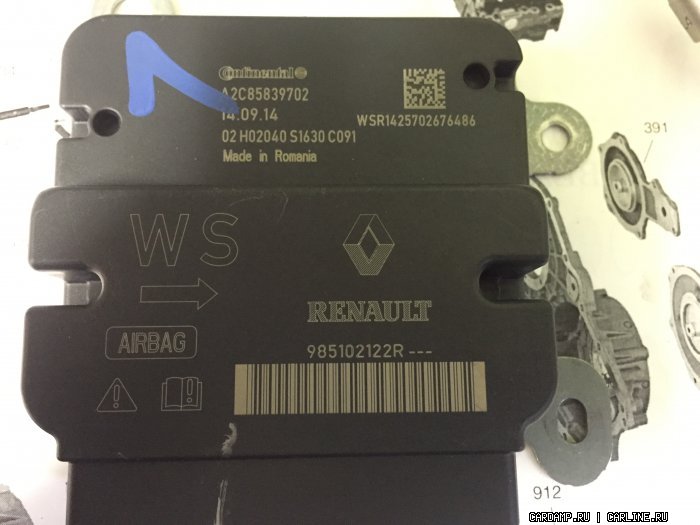 Continental
A2C85839702
14.09.14
02 H02040 S1630 C091
Made in Romania
WSR1425702676486
391
WS
RENAULT
AIRBAG
985102122R ---
912
CARDAMP.RU | CARLINE.RU